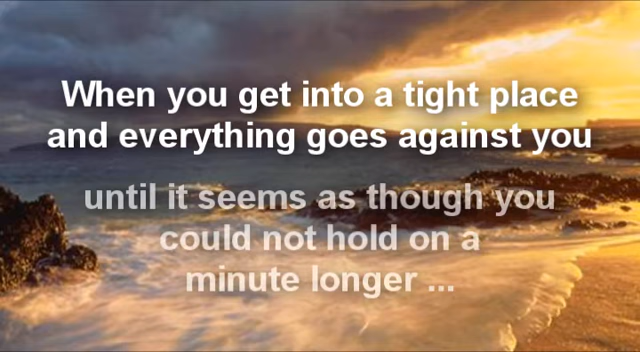 When you get into a tight place
and everything goes against you
until it seems as though you
could not hold on a
minute longer ...